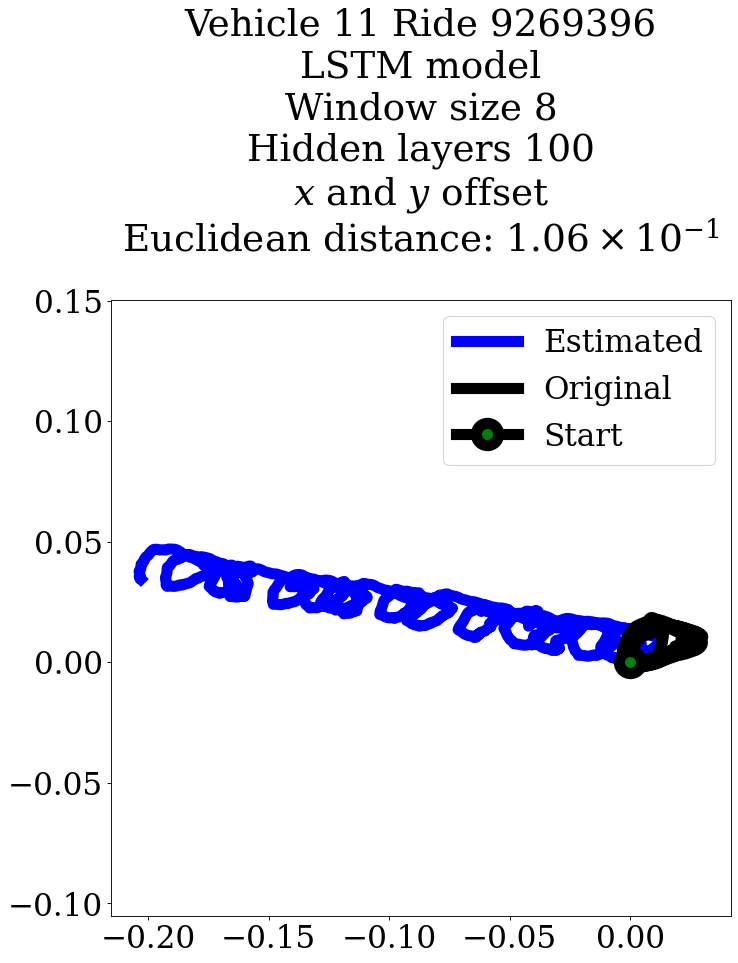 Vehicle 11 Ride 9269396
LSTM model
Window size 8
Hidden layers 100
x and y offset
Euclidean distance: 1.06 × 10⁻¹
0.15
0.10
0.05
0.00
−0.05
−0.10
Estimated
Original
Start
−0.20 −0.15 −0.10 −0.05 0.00